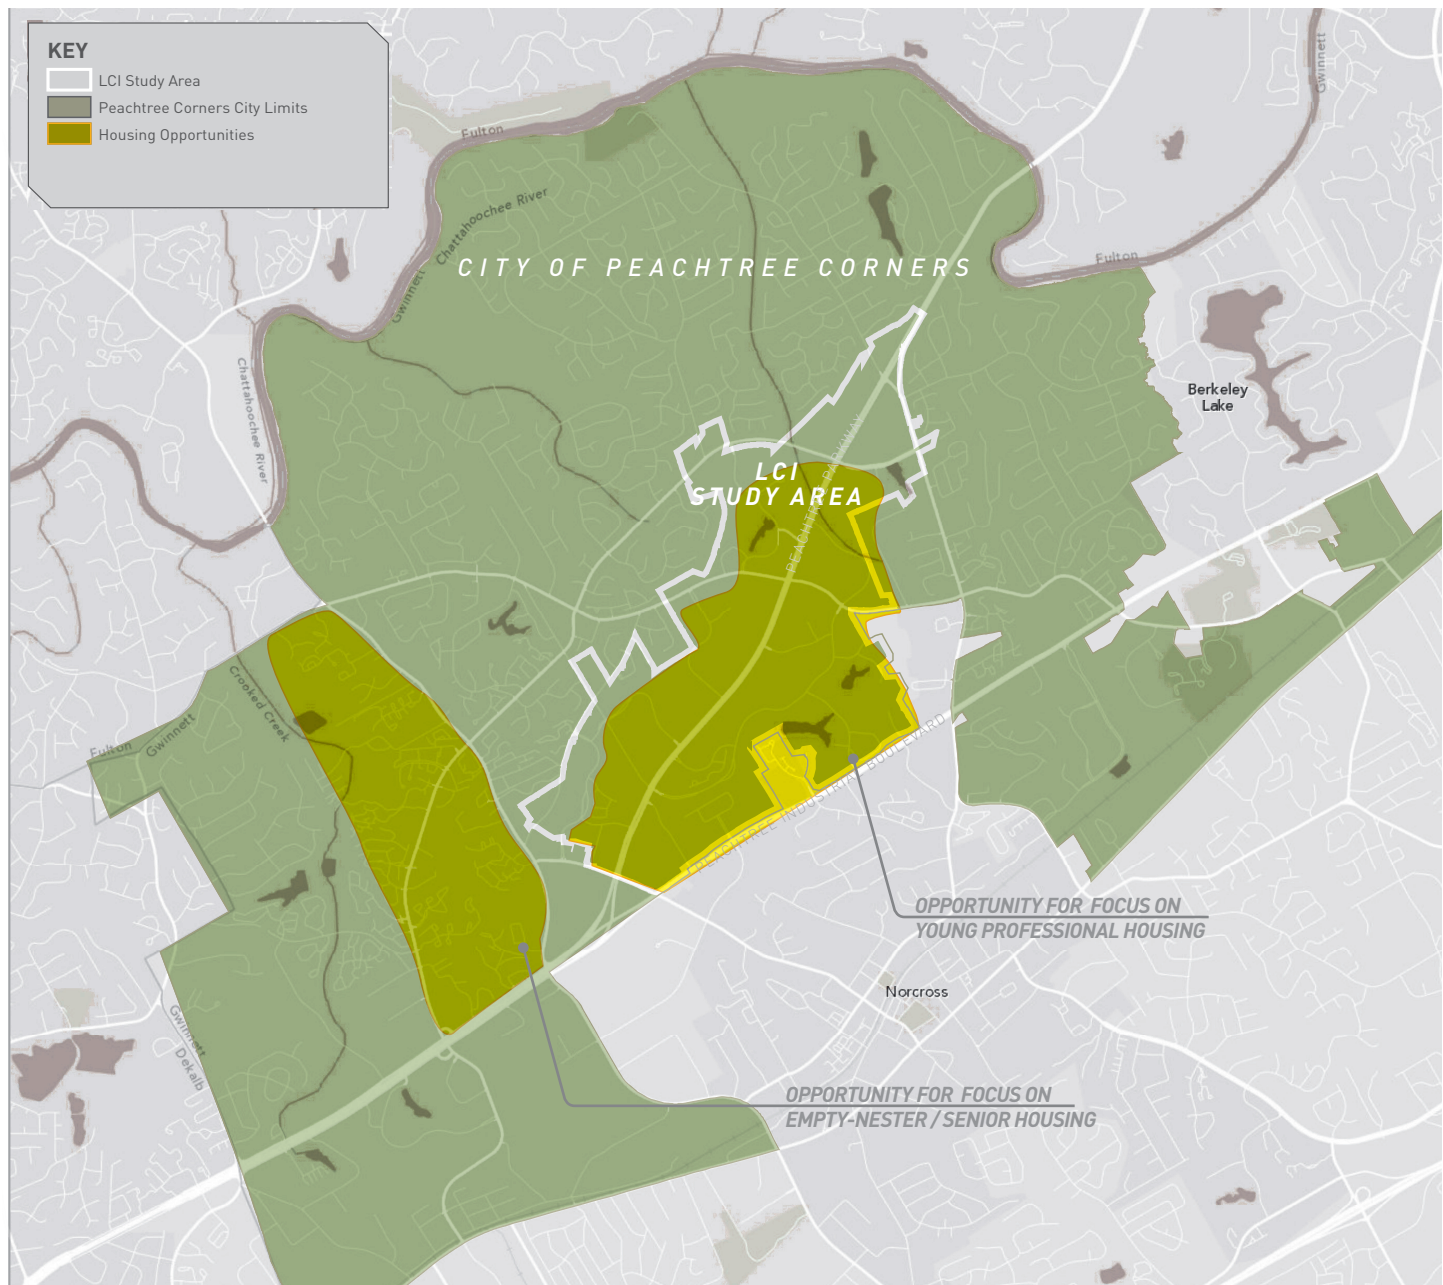 KEY
LCI Study Area
Peachtree Corners City Limits
Housing Opportunities
Gwinnett
Fulton
Chattahoochee River
Gwinnett
CITY OF PEACHTREE CORNERS
Fulton
Chattahoochee River
Berkeley
Lake
PEACHTREE PARKWAY
LCI
STUDY AREA
Crooked Creek
Fulton
Gwinnett
PEACHTREE INDUSTRIAL BOULEVARD
OPPORTUNITY FOR FOCUS ON
YOUNG PROFESSIONAL HOUSING
Norcross
Gwinnett
Dekalb
OPPORTUNITY FOR FOCUS ON
EMPTY-NESTER / SENIOR HOUSING